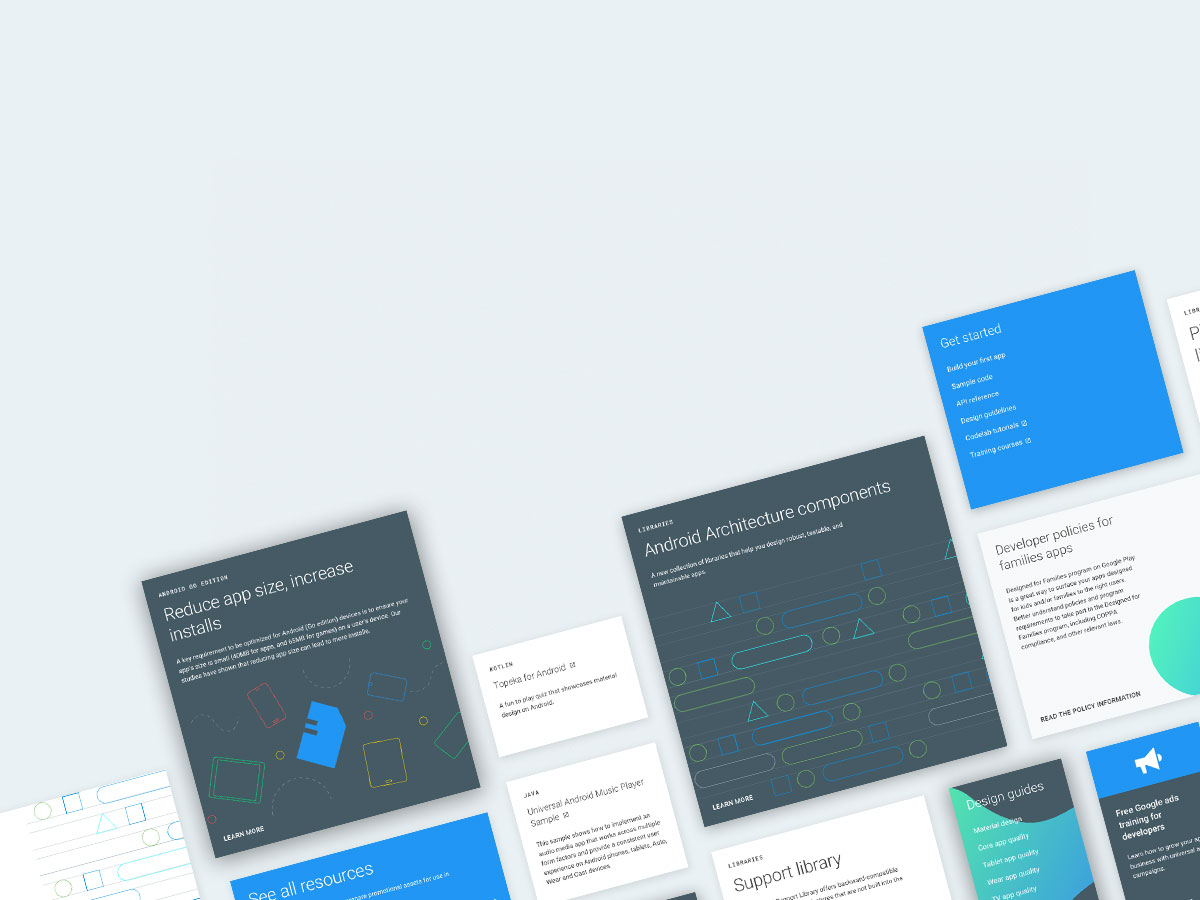 Get started
Build your first app
Sample code
API reference
Design guidelines
Codelab tutorials
Training courses
ANDROID GO EDITION
Reduce app size, increase
installs
A key requirement to be optimized for Android (Go edition) devices is to ensure your
app's size is small (40MB for apps, and 65MB for games) on a user's device. Our
studies have shown that reducing app size can lead to more installs.
LEARN MORE
See all resources
prepare promotional assets for use in
KOTLIN
Topeka for Android
A fun to play quiz that showcases material
design on Android.
JAVA
Universal Android Music Player
Sample
This sample shows how to implement an
audio media app that works across multiple
form factors and provide a consistent user
experience on Android phones, tablets, Auto,
Wear and Cast devices.
LIBRARIES
Android Architecture components
A new collection of libraries that help you design robust, testable, and
maintainable apps.
LEARN MORE
LIBRARIES
Support library
Support Library offers backward-compatible
that are not built into the
Developer policies for
families apps
Designed for Families program on Google Play
is a great way to surface your apps designed
for kids and/or families to the right users.
Better understand policies and program
requirements to take part in the Designed for
Families program, including COPPA
compliance, and other relevant laws.
READ THE POLICY INFORMATION
Design guides
Material design
Core app quality
Tablet app quality
Wear app quality
TV app quality
Free Google ads
training for
developers
Learn how to grow your
business with universal
campaigns.